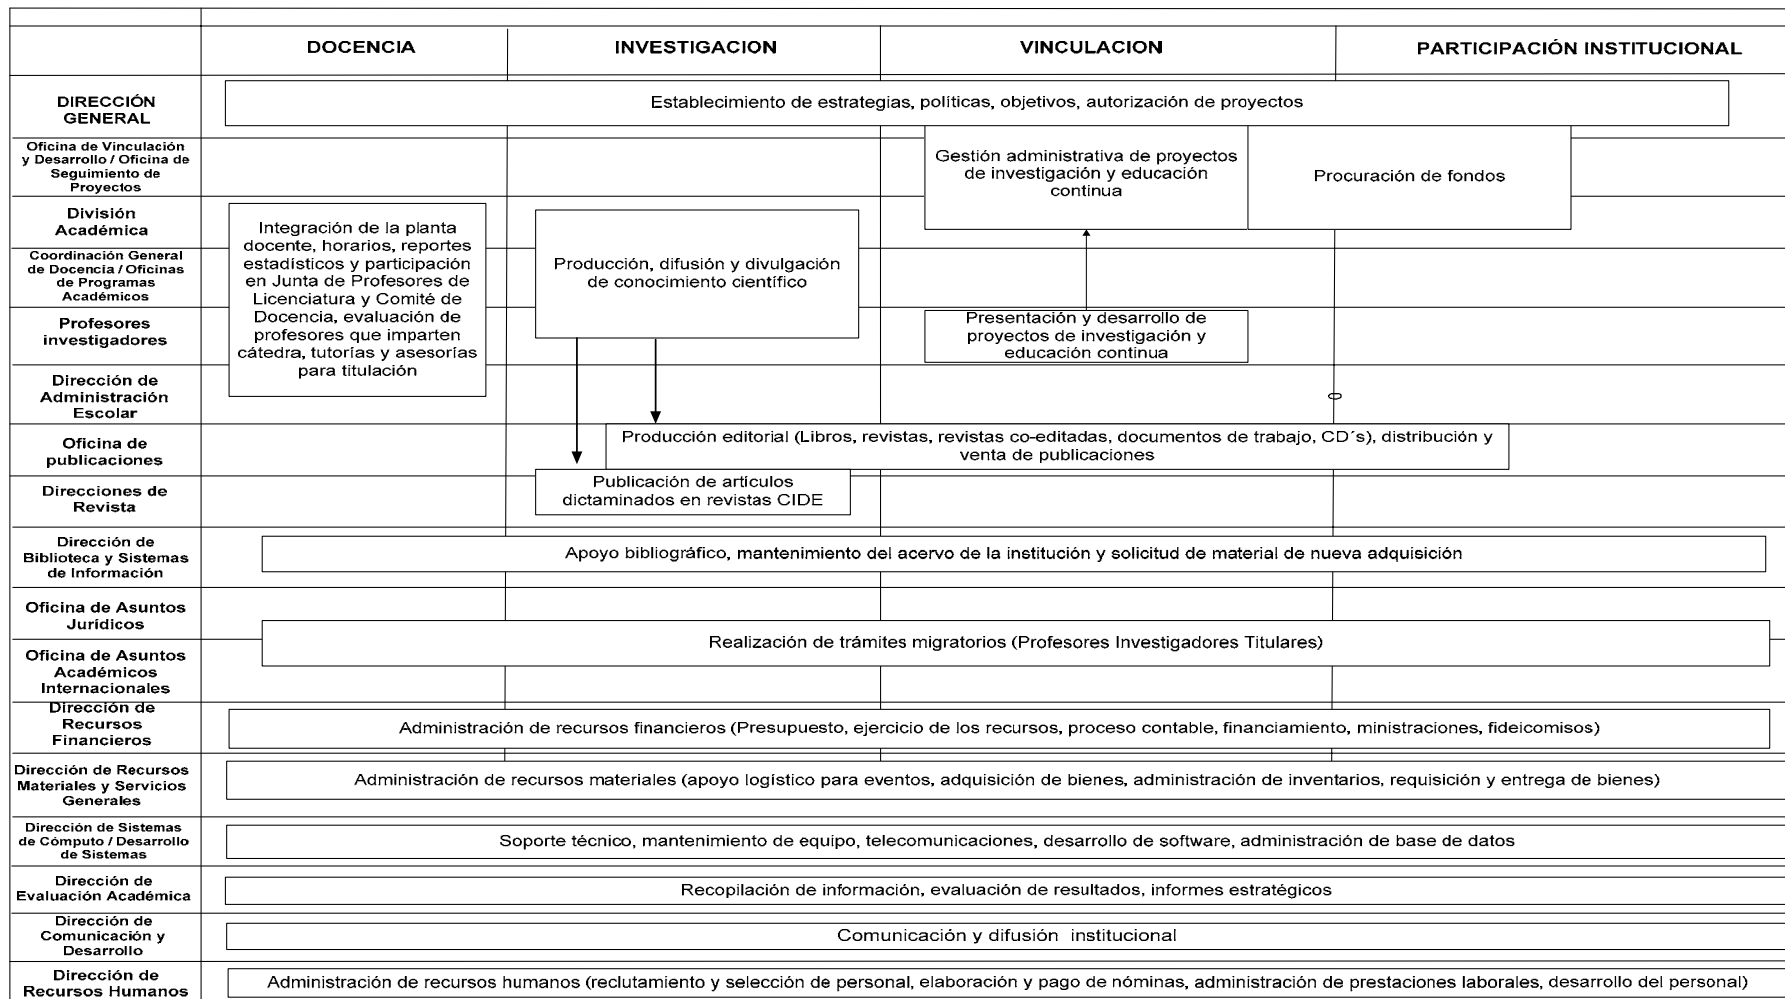 DOCENCIA
INVESTIGACION
VINCULACION
PARTICIPACIÓN INSTITUCIONAL
DIRECCIÓN
GENERAL
Establecimiento de estrategias, políticas, objetivos, autorización de proyectos
Oficina de Vinculación
y Desarrollo / Oficina de
Seguimiento de
Proyectos
Gestión administrativa de proyectos
de investigación y educación
continua
Procuración de fondos
División
Académica
Integración de la planta
docente, horarios, reportes
estadísticos y participación
en Junta de Profesores de
Licenciatura y Comité de
Docencia, evaluación de
profesores que imparten
cátedra, tutorías y asesorías
para titulación
Producción, difusión y divulgación
de conocimiento científico
Coordinación General
de Docencia / Oficinas
de Programas
Académicos
Profesores
investigadores
Presentación y desarrollo de
proyectos de investigación y
educación continua
Dirección de
Administración
Escolar
Oficina de
publicaciones
Producción editorial (Libros, revistas, revistas co-editadas, documentos de trabajo, CD´s), distribución y
venta de publicaciones
Direcciones de
Revista
Publicación de artículos
dictaminados en revistas CIDE
Dirección de
Biblioteca y Sistemas
de Información
Apoyo bibliográfico, mantenimiento del acervo de la institución y solicitud de material de nueva adquisición
Oficina de Asuntos
Jurídicos
Realización de trámites migratorios (Profesores Investigadores Titulares)
Oficina de Asuntos
Académicos
Internacionales
Dirección de
Recursos
Financieros
Administración de recursos financieros (Presupuesto, ejercicio de los recursos, proceso contable, financiamiento, ministraciones, fideicomisos)
Dirección de Recursos
Materiales y Servicios
Generales
Administración de recursos materiales (apoyo logístico para eventos, adquisición de bienes, administración de inventarios, requisición y entrega de bienes)
Dirección de Sistemas
de Cómputo / Desarrollo
de Sistemas
Soporte técnico, mantenimiento de equipo, telecomunicaciones, desarrollo de software, administración de base de datos
Dirección de
Evaluación Académica
Recopilación de información, evaluación de resultados, informes estratégicos
Dirección de
Comunicación y
Desarrollo
Comunicación y difusión institucional
Dirección de
Recursos Humanos
Administración de recursos humanos (reclutamiento y selección de personal, elaboración y pago de nóminas, administración de prestaciones laborales, desarrollo del personal)